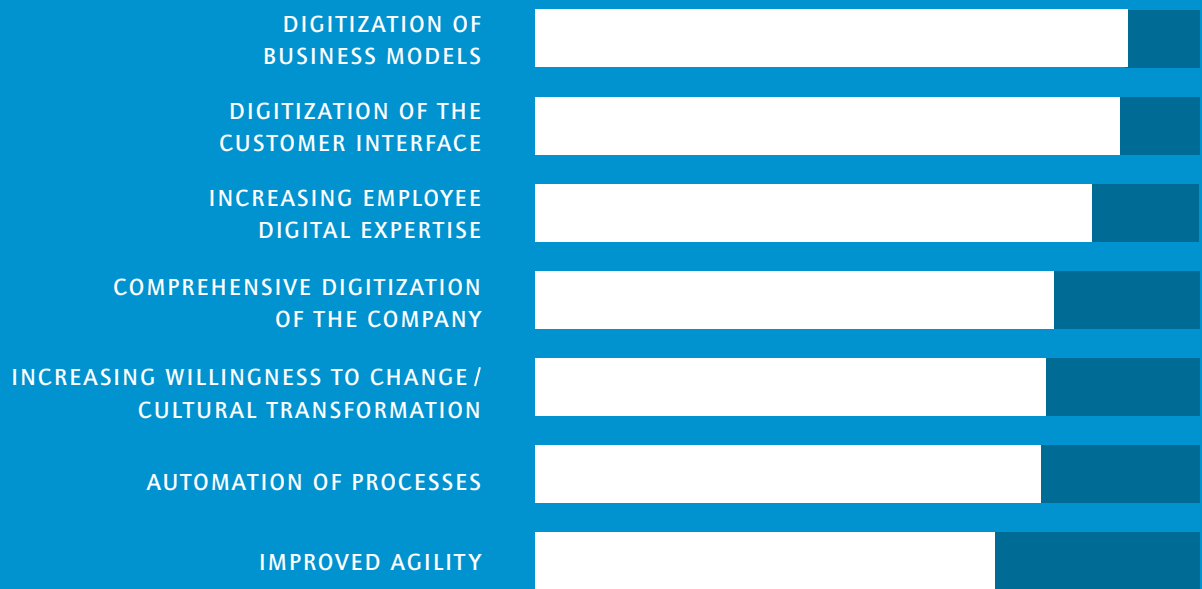 DIGITIZATION OF
BUSINESS MODELS
DIGITIZATION OF THE
CUSTOMER INTERFACE
INCREASING EMPLOYEE
DIGITAL EXPERTISE
COMPREHENSIVE DIGITIZATION
OF THE COMPANY
INCREASING WILLINGNESS TO CHANGE /
CULTURAL TRANSFORMATION
AUTOMATION OF PROCESSES
IMPROVED AGILITY